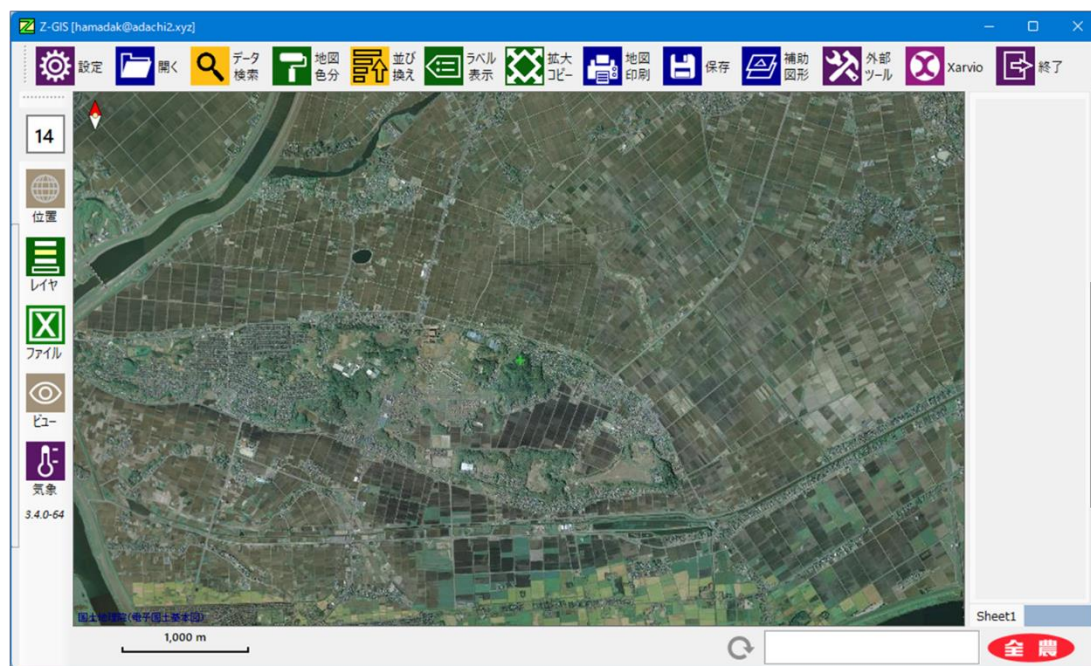 Z-GIS [hamadak@adachi2.xyz]
設定
開く
データ
検索
地図
色分
並び
換え
ラベル
表示
拡大
コピー
地図
印刷
保存
補助
図形
外部
ツール
Xarvio
終了
14
位置
レイヤ
ファイル
ビュー
気象
3.4.0-64
国土地理院(電子国土基本図)
1,000 m
Sheet1
全農